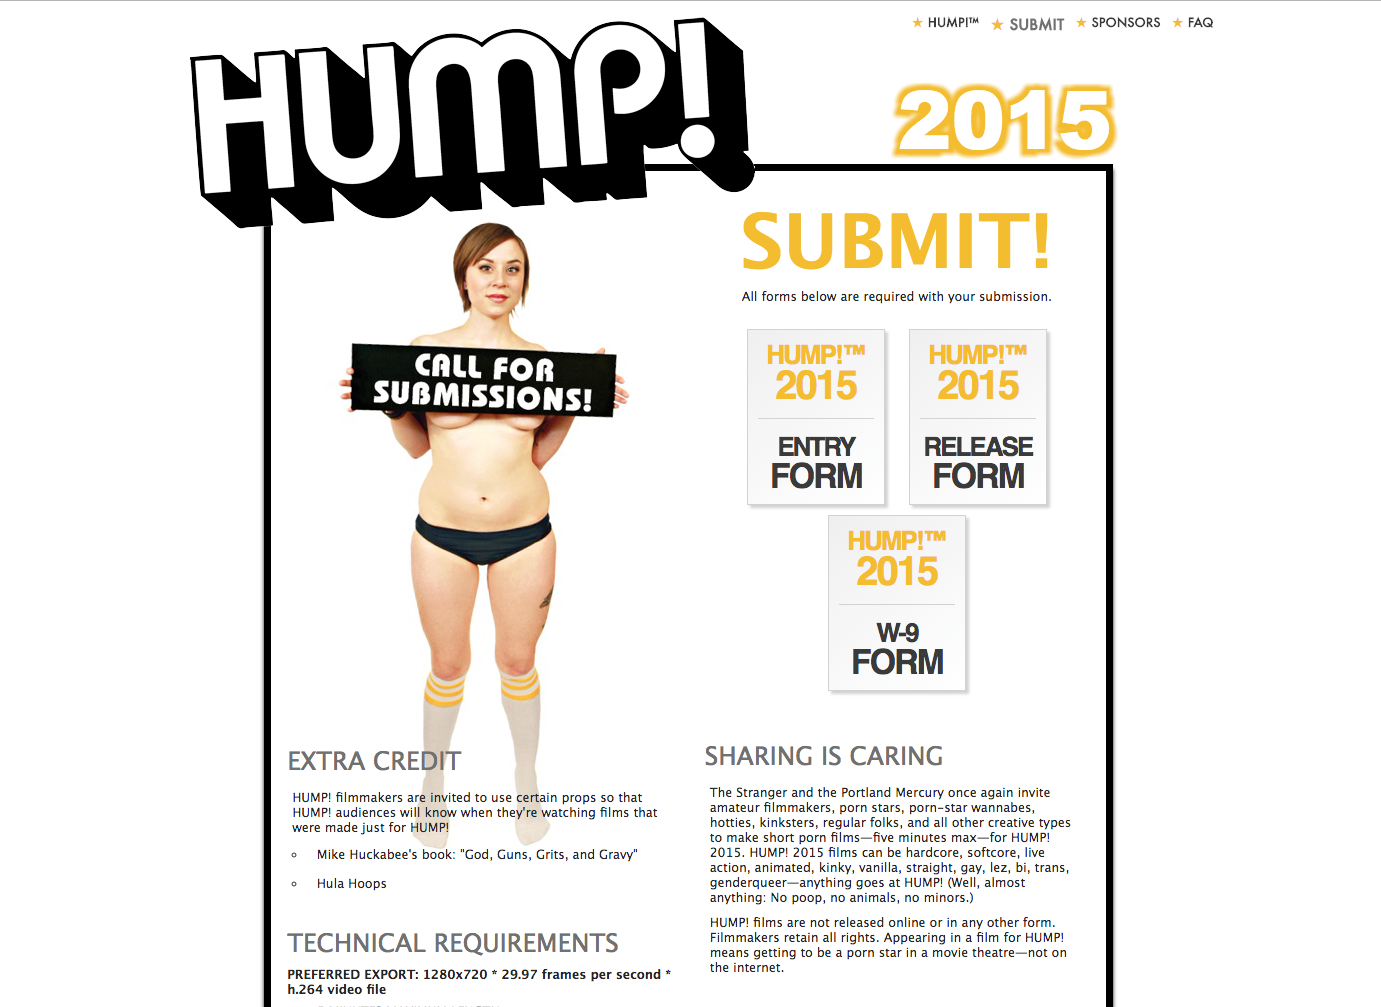 HUMP!™
SUBMIT
SPONSORS
FAQ
HUMP!
2015
CALL FOR
SUBMISSIONS!
SUBMIT!
All forms below are required with your submission.
HUMP!™
2015
ENTRY
FORM
HUMP!™
2015
RELEASE
FORM
HUMP!™
2015
W-9
FORM
EXTRA CREDIT
HUMP! filmmakers are invited to use certain props so that
HUMP! audiences will know when they're watching films that
were made just for HUMP!
Mike Huckabee's book: "God, Guns, Grits, and Gravy"
Hula Hoops
TECHNICAL REQUIREMENTS
PREFERRED EXPORT: 1280x720 * 29.97 frames per second *
h.264 video file
SHARING IS CARING
The Stranger and the Portland Mercury once again invite
amateur filmmakers, porn stars, porn-star wannabes,
hotties, kinksters, regular folks, and all other creative types
to make short porn films—five minutes max—for HUMP!
2015. HUMP! 2015 films can be hardcore, softcore, live
action, animated, kinky, vanilla, straight, gay, lez, bi, trans,
genderqueer—anything goes at HUMP! (Well, almost
anything: No poop, no animals, no minors.)
HUMP! films are not released online or in any other form.
Filmmakers retain all rights. Appearing in a film for HUMP!
means getting to be a porn star in a movie theatre—not on
the internet.